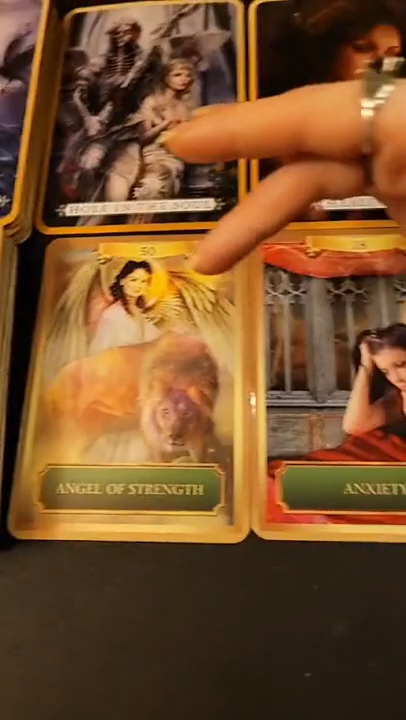 HOLE IN THE SOUL
50
ANGEL OF STRENGTH
ANXIETY